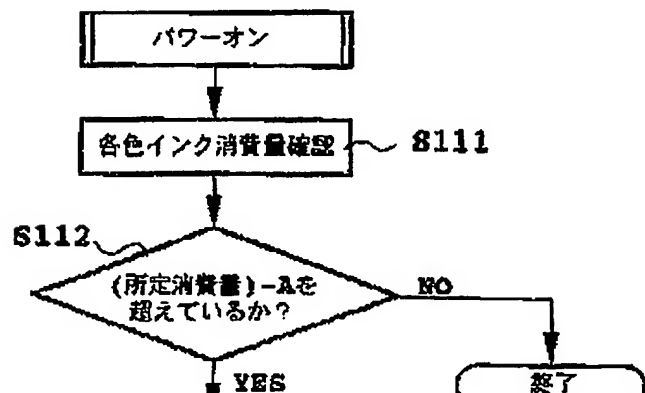 パワーオン
各色インク消費量確認
S111
S112
(所定消費量)-Aを
超えているか?
NO
YES
終了